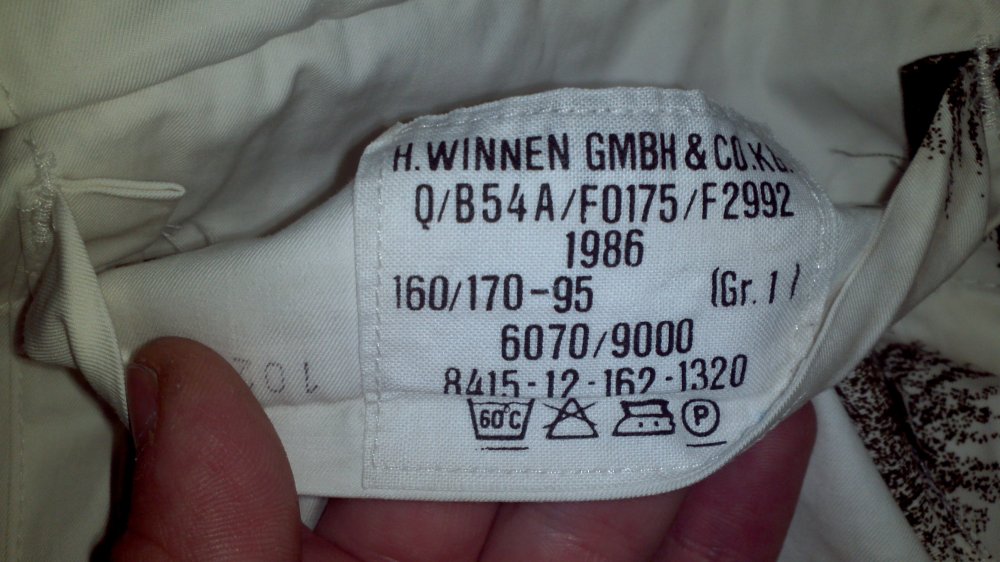 H. WINNEN GMBH & CO.KG.
Q/B54A/F0175/F2992
1986
160/170-95 (Gr. 1)
6070/9000
8415-12-162-1320
60°C P
102